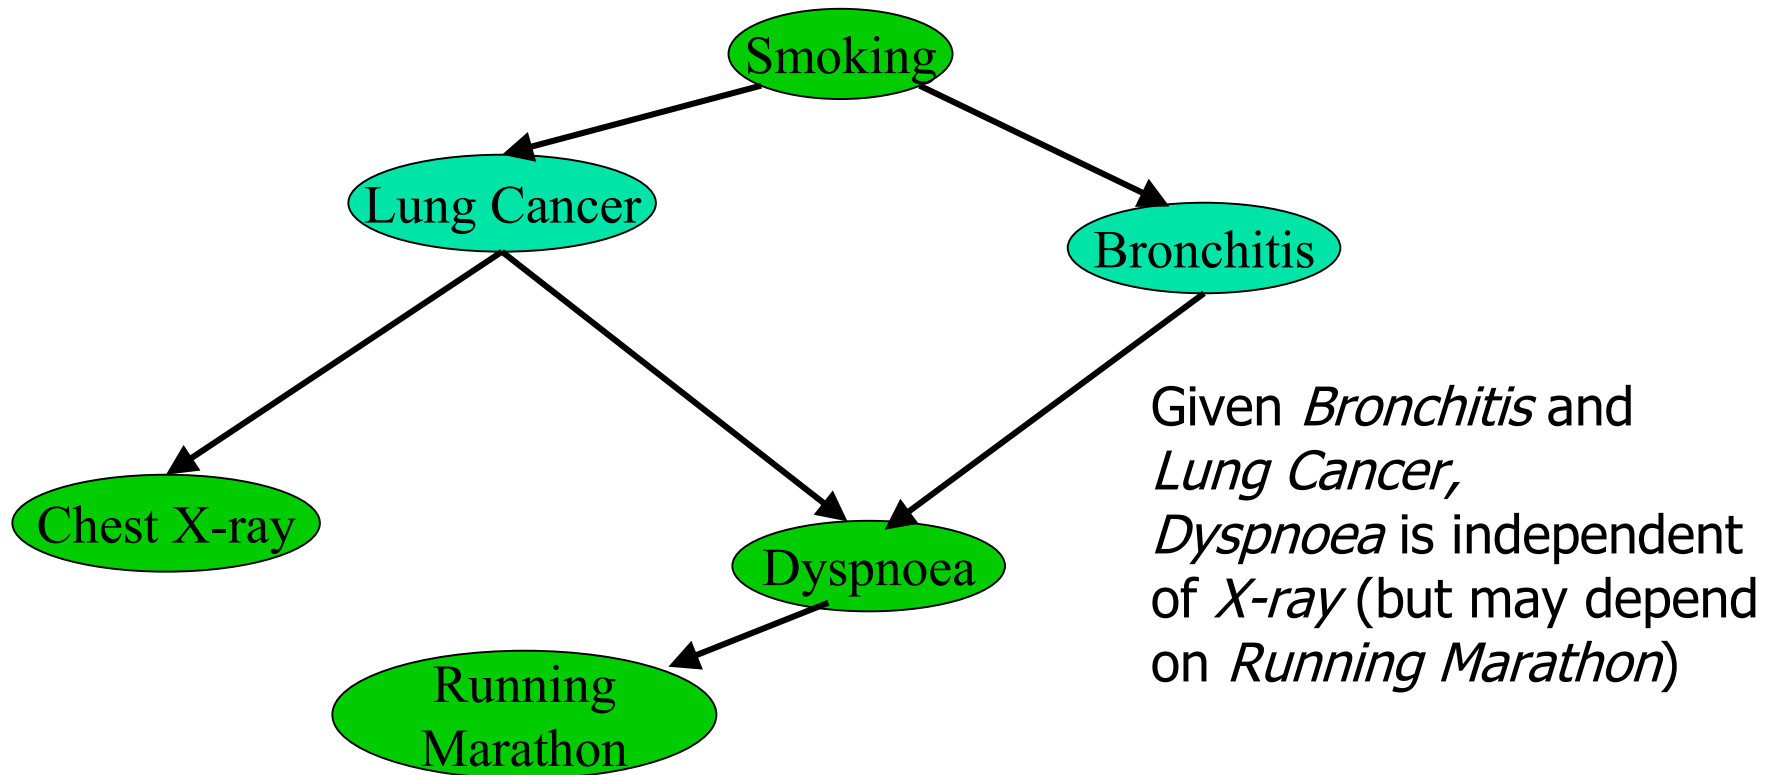 Smoking
Lung Cancer
Bronchitis
Chest X-ray
Dyspnoea
Running
Marathon
Given Bronchitis and
Lung Cancer,
Dyspnoea is independent
of X-ray (but may depend
on Running Marathon)